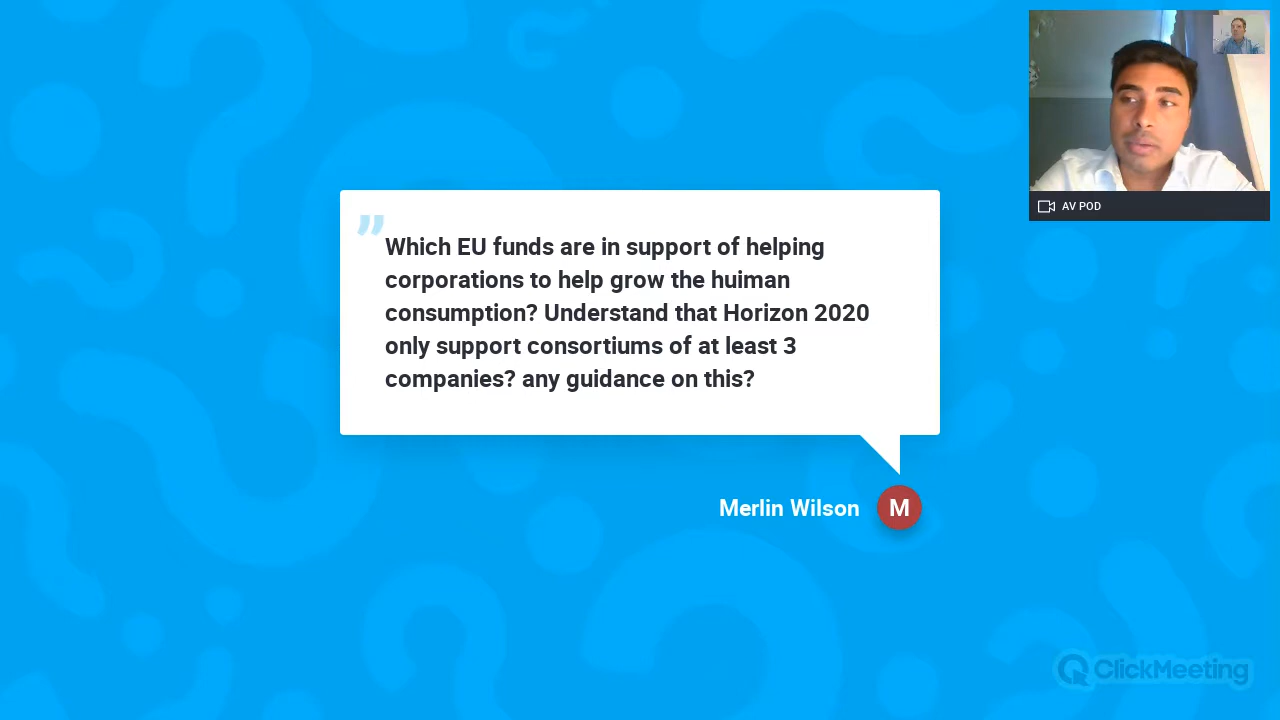 AV POD
Which EU funds are in support of helping
corporations to help grow the huiman
consumption? Understand that Horizon 2020
only support consortiums of at least 3
companies? any guidance on this?
Merlin Wilson
M
ClickMeeting